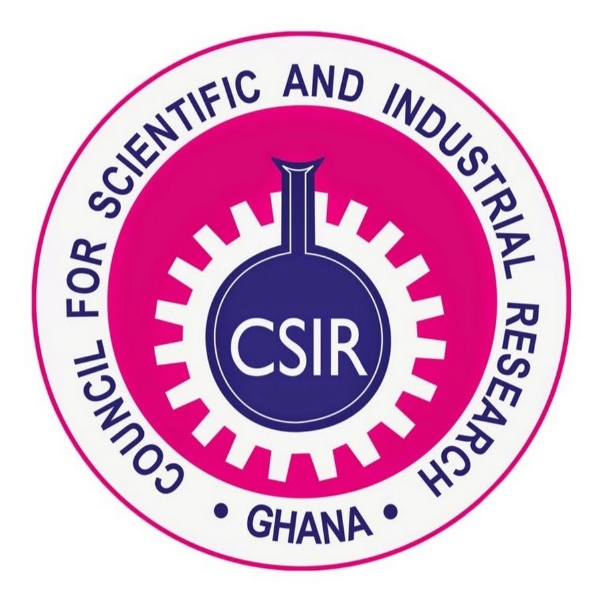 COUNCIL FOR SCIENTIFIC AND INDUSTRIAL RESEARCH
CSIR
• GHANA •